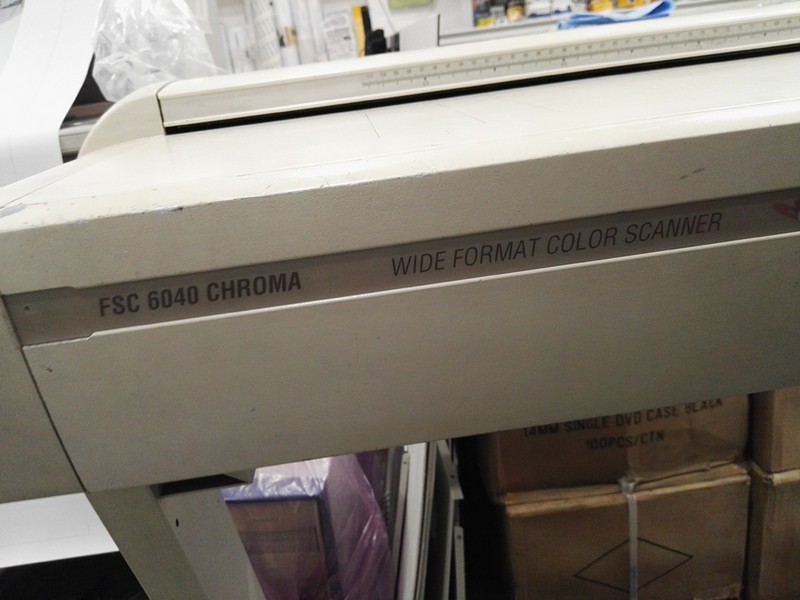 FSC 6040 CHROMA
WIDE FORMAT COLOR SCANNER
14MM SINGLE DVD CASE BLACK
100PCS/CTN